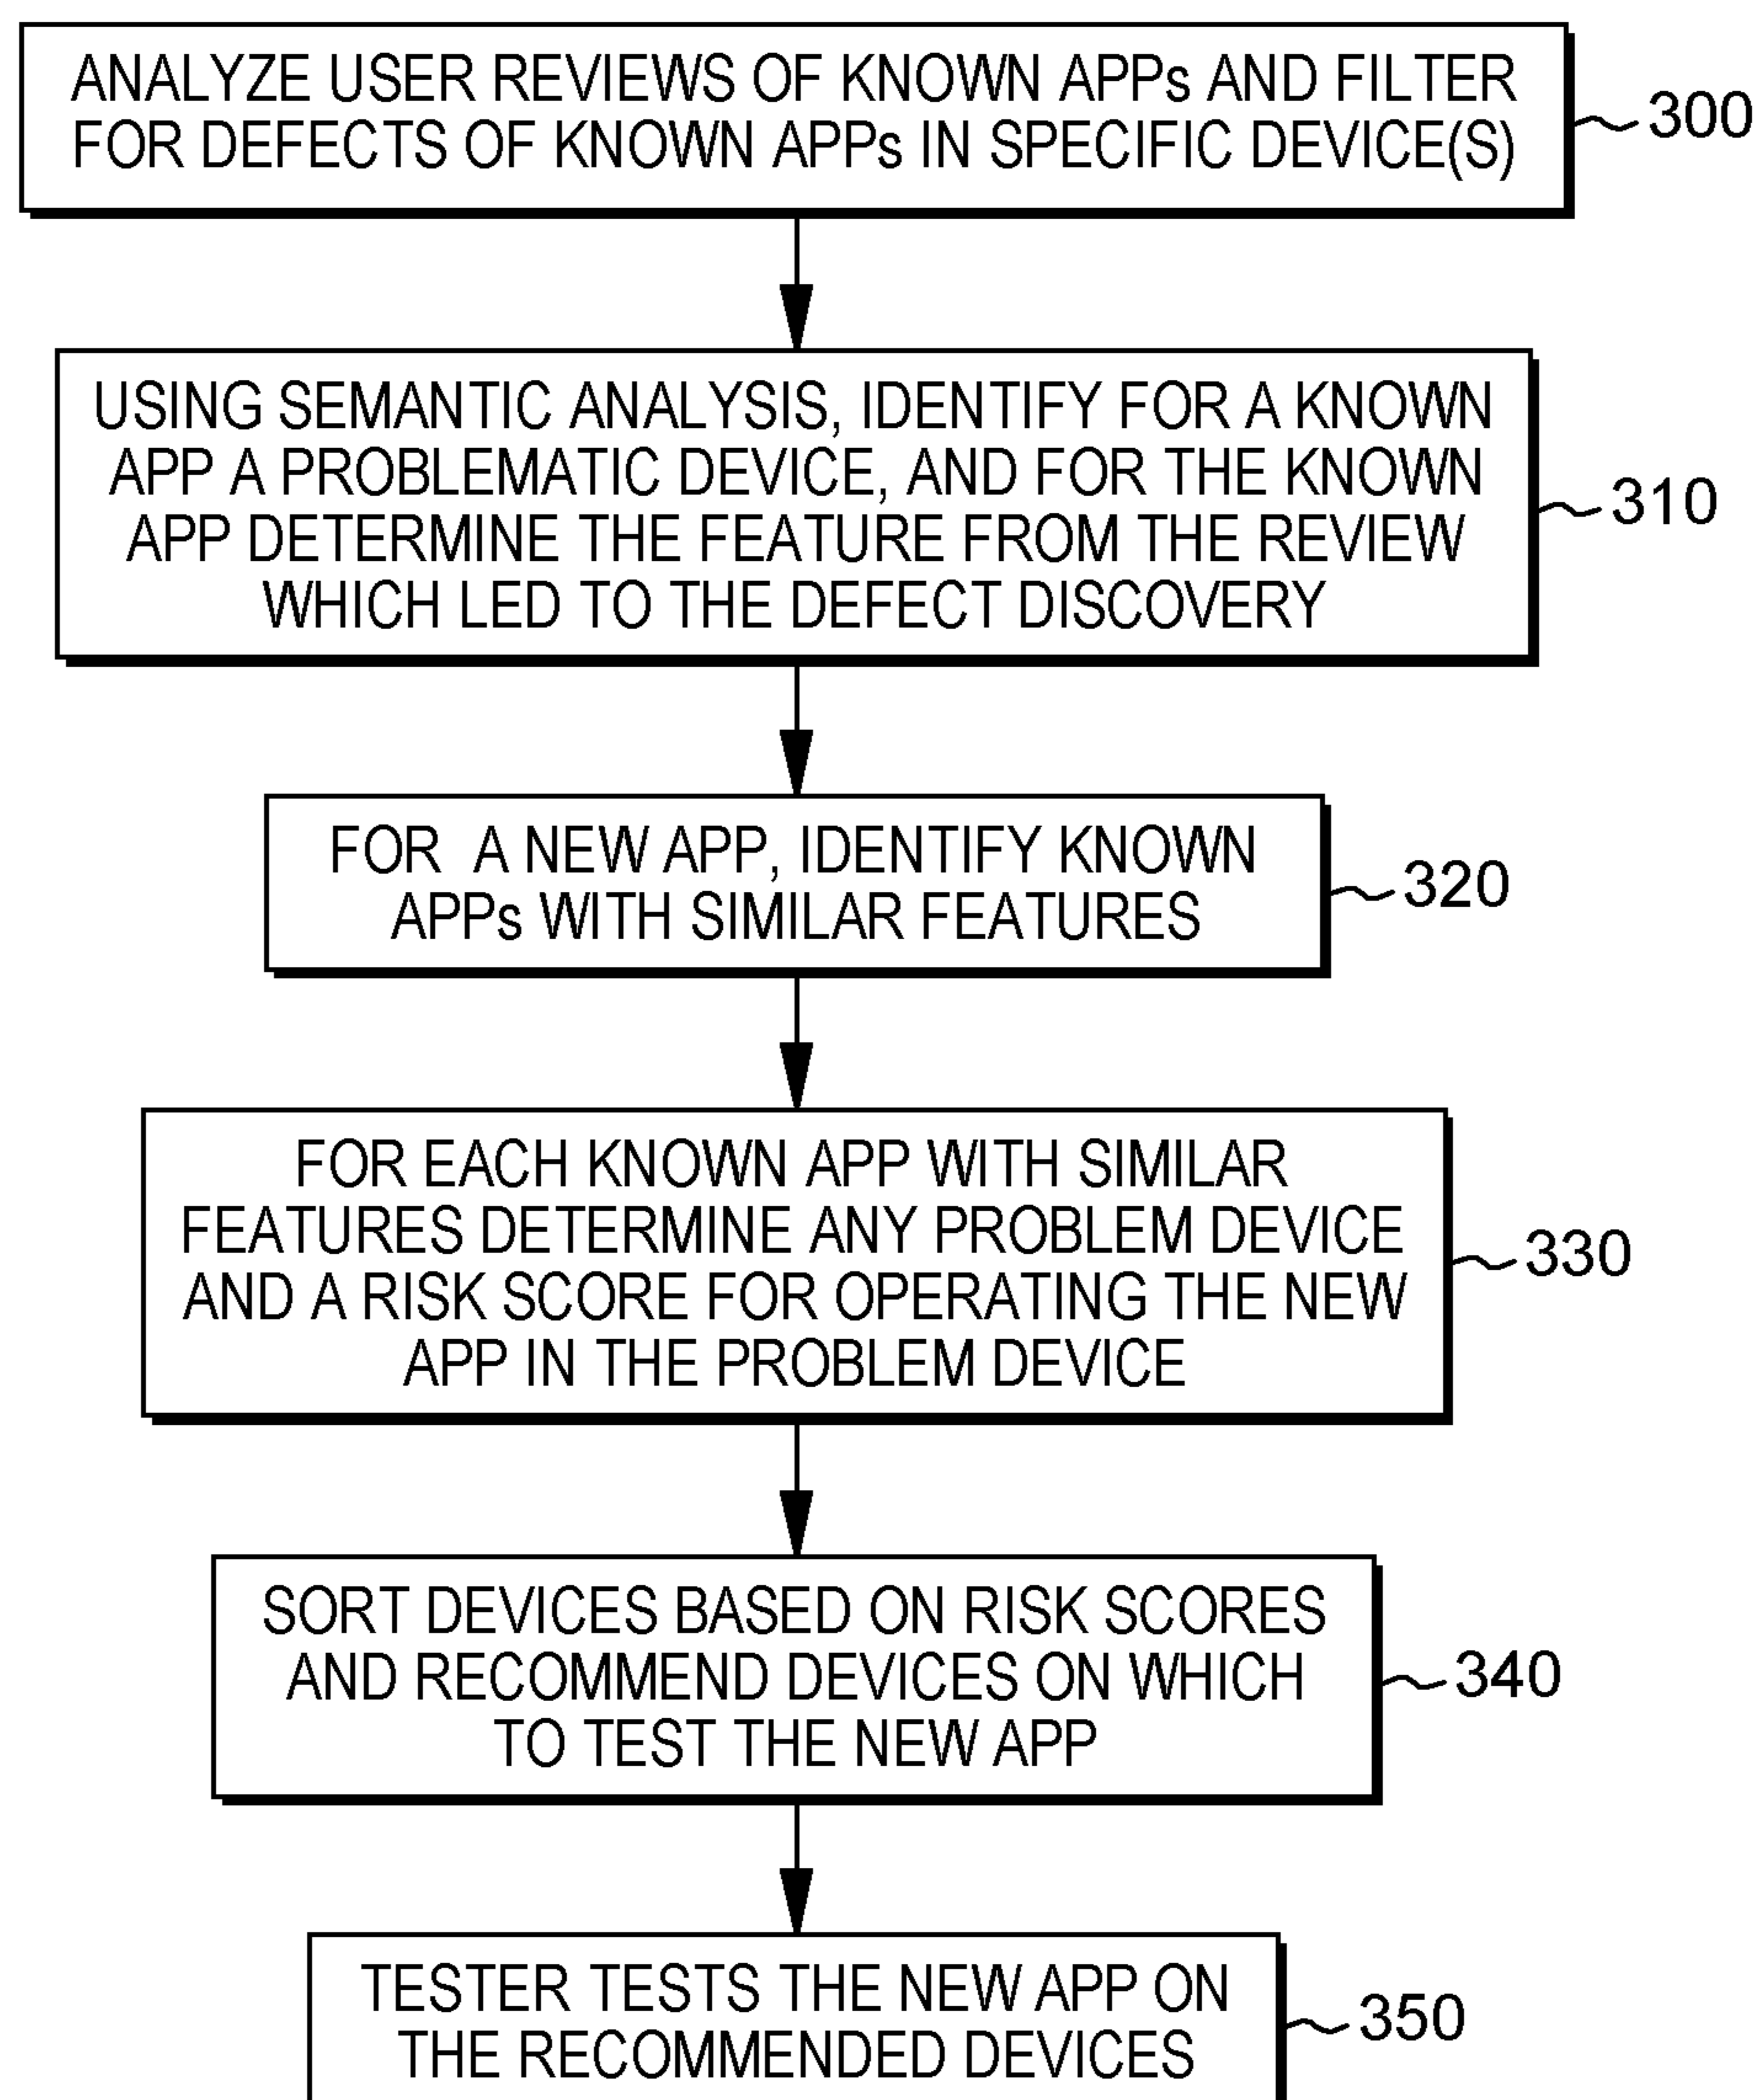 ANALYZE USER REVIEWS OF KNOWN APPs AND FILTER
FOR DEFECTS OF KNOWN APPs IN SPECIFIC DEVICE(S)
300
USING SEMANTIC ANALYSIS, IDENTIFY FOR A KNOWN
APP A PROBLEMATIC DEVICE, AND FOR THE KNOWN
APP DETERMINE THE FEATURE FROM THE REVIEW
WHICH LED TO THE DEFECT DISCOVERY
310
FOR A NEW APP, IDENTIFY KNOWN
APPs WITH SIMILAR FEATURES
320
FOR EACH KNOWN APP WITH SIMILAR
FEATURES DETERMINE ANY PROBLEM DEVICE
AND A RISK SCORE FOR OPERATING THE NEW
APP IN THE PROBLEM DEVICE
330
SORT DEVICES BASED ON RISK SCORES
AND RECOMMEND DEVICES ON WHICH
TO TEST THE NEW APP
340
TESTER TESTS THE NEW APP ON
THE RECOMMENDED DEVICES
350